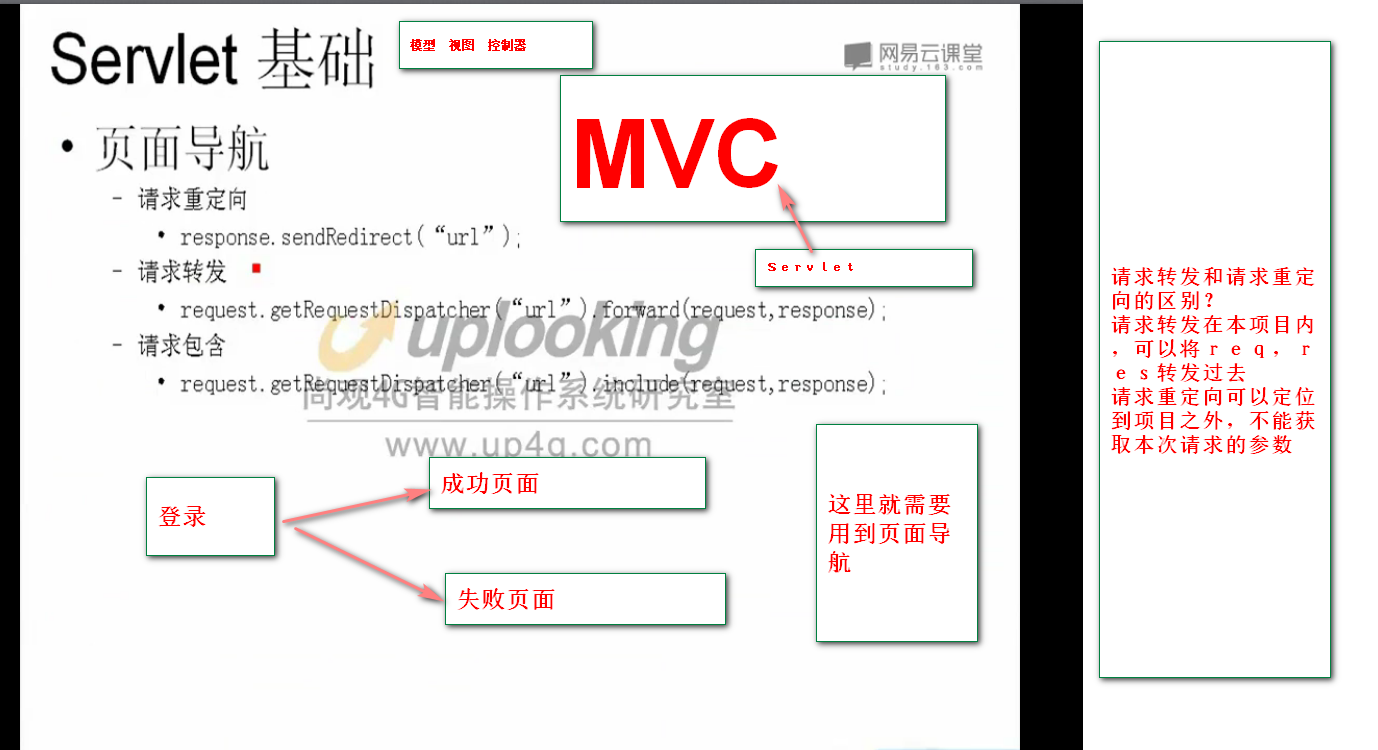 Servlet 基础
模型 视图 控制器
网易云课堂
study.163.com
MVC
Servlet
• 页面导航
– 请求重定向
• response.sendRedirect(“url”);
– 请求转发
• request.getRequestDispatcher(“url”).forward(request,response);
– 请求包含
• request.getRequestDispatcher(“url”).include(request,response);
uplooking
尚观4G智能操作系统研究室
www.up4g.com
登录
成功页面
失败页面
这里就需要
用到页面导
航
请求转发和请求重定
向的区别？
请求转发在本项目内
，可以将ｒｅｑ，ｒ
ｅｓ转发过去
请求重定向可以定位
到项目之外，不能获
取本次请求的参数